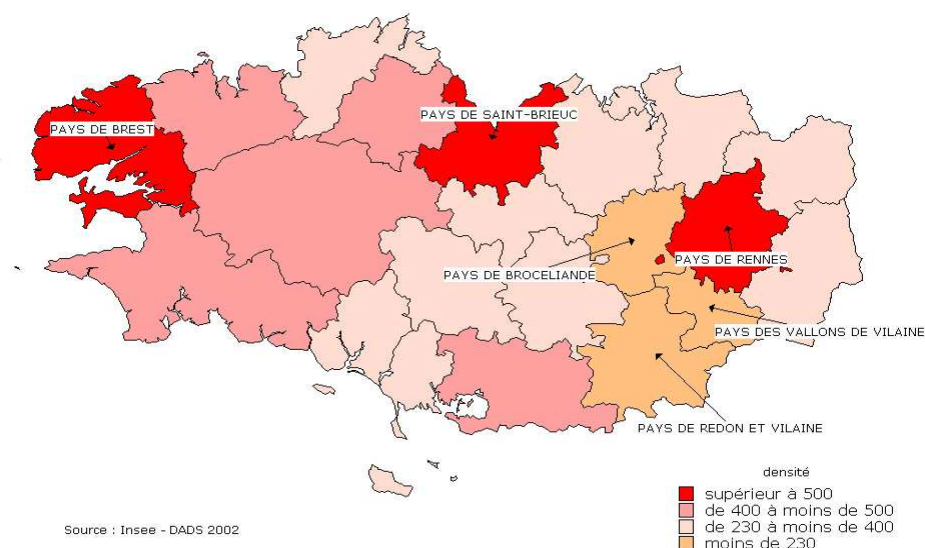 PAYS DE BREST
PAYS DE SAINT-BRIEUC
PAYS DE RENNES
PAYS DE BROCELIANDE
PAYS DES VALLONS DE VILAINE
PAYS DE REDON ET VILAINE
densité
supérieur à 500
de 400 à moins de 500
de 230 à moins de 400
moins de 230
Source : Insee - DADS 2002